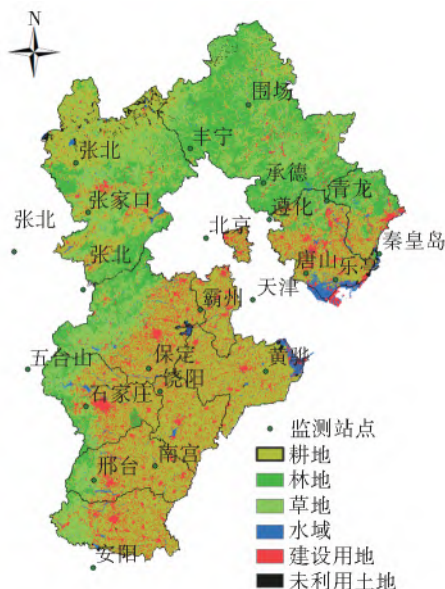 N
围场
丰宁
张北
承德
青龙
张家口
遵化
张北
北京
秦皇岛
张北
唐山
乐亭
天津
霸州
五台山
保定
黄骅
饶阳
石家庄
监测站点
南宫
耕地
邢台
林地
草地
水域
建设用地
安阳
未利用土地